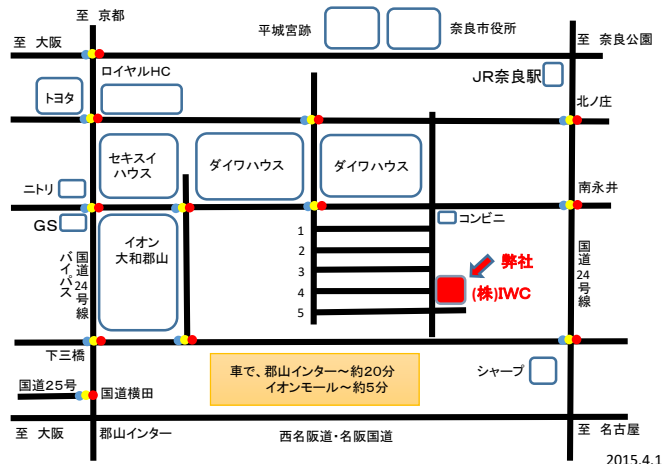 至 京都
平城宮跡
奈良市役所
至 大阪
至 奈良公園
ロイヤルHC
JR奈良駅
トヨタ
北ノ庄
セキスイ
ハウス
ダイワハウス
ダイワハウス
ニトリ
南永井
GS
コンビニ
イオン
大和郡山
国道24号線
バイパス
1
2
3
4
5
弊社
(株)IWC
国道24号線
下三橋
車で、郡山インター~約20分
イオンモール~約5分
シャープ
国道25号
国道横田
至 大阪
郡山インター
西名阪道・名阪国道
至 名古屋
2015.4.1